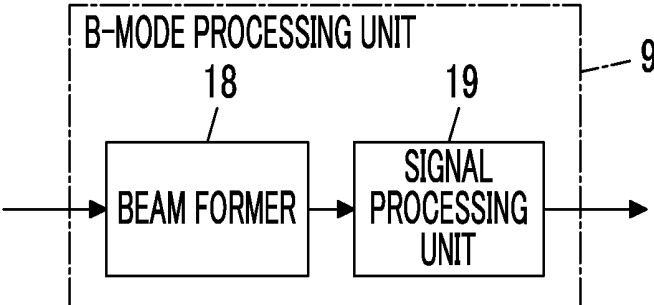 B-MODE PROCESSING UNIT
18
19
9
BEAM FORMER
SIGNAL
PROCESSING
UNIT